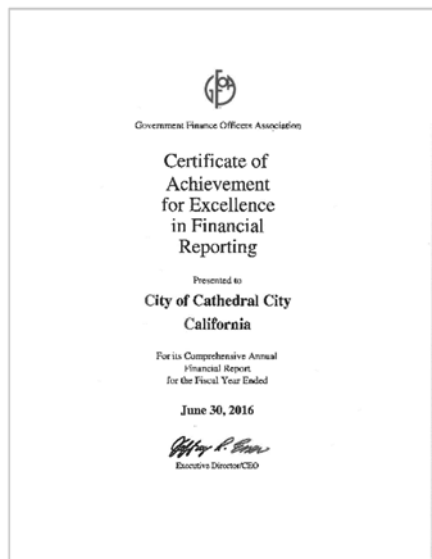 GFOA
Government Finance Officers Association
Certificate of
Achievement
for Excellence
in Financial
Reporting
Presented to
City of Cathedral City
California
For its Comprehensive Annual
Financial Report
for the Fiscal Year Ended
June 30, 2016
Executive Director/CEO